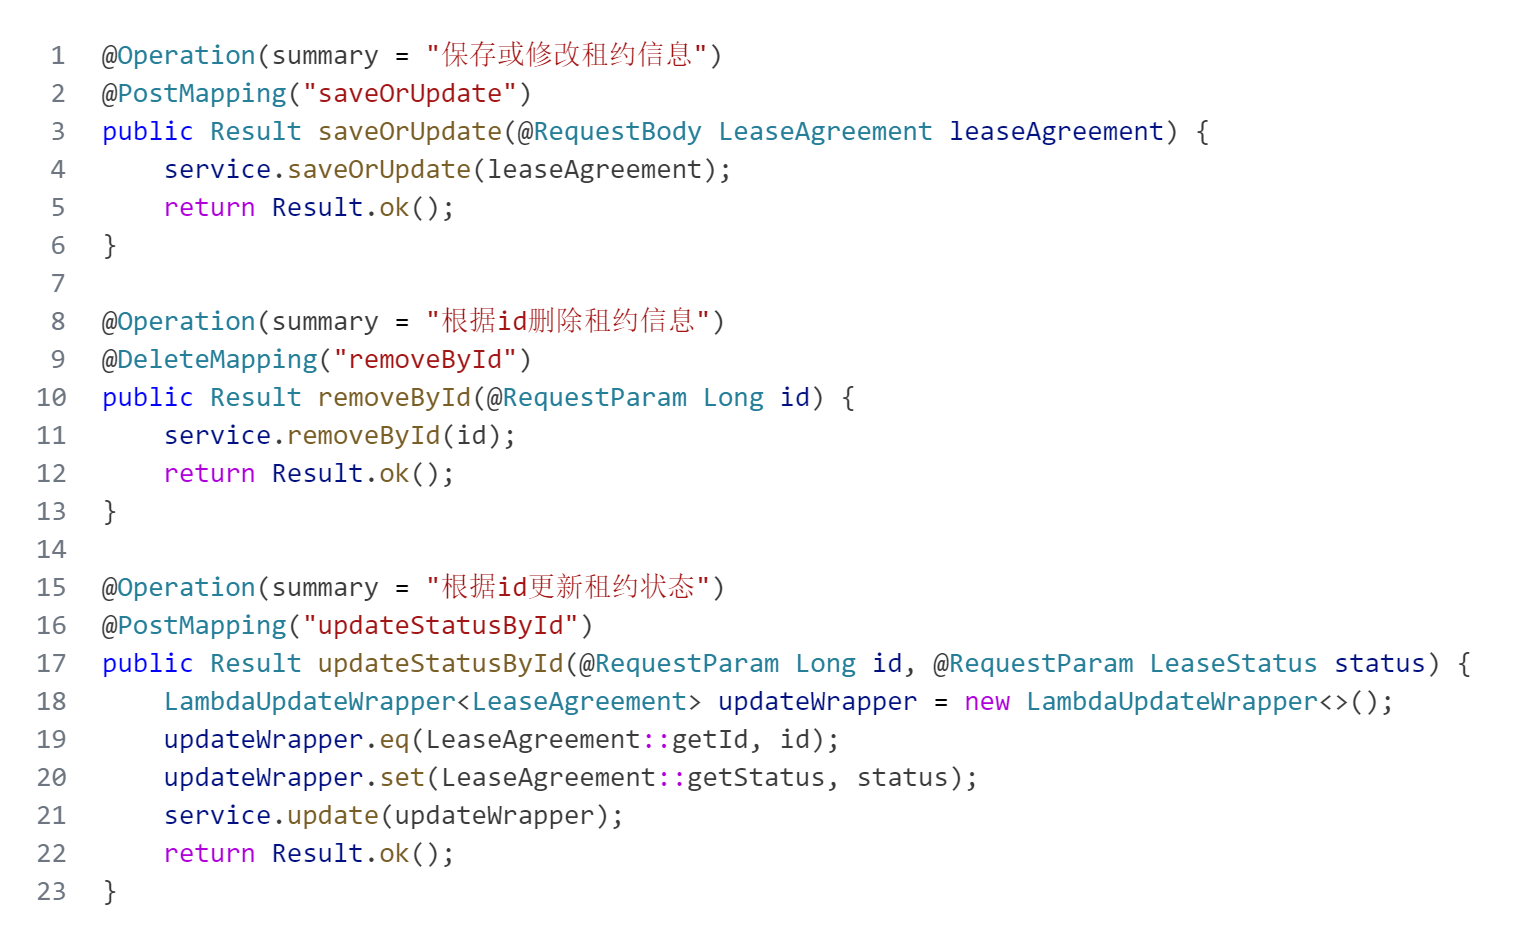 1 @Operation(summary = "保存或修改租约信息")
2 @PostMapping("saveOrUpdate")
3 public Result saveOrUpdate(@RequestBody LeaseAgreement leaseAgreement) {
4     service.saveOrUpdate(leaseAgreement);
5     return Result.ok();
6 }
7
8 @Operation(summary = "根据id删除租约信息")
9 @DeleteMapping("removeById")
10 public Result removeById(@RequestParam Long id) {
11     service.removeById(id);
12     return Result.ok();
13 }
14
15 @Operation(summary = "根据id更新租约状态")
16 @PostMapping("updateStatusById")
17 public Result updateStatusById(@RequestParam Long id, @RequestParam LeaseStatus status) {
18     LambdaUpdateWrapper<LeaseAgreement> updateWrapper = new LambdaUpdateWrapper<>();
19     updateWrapper.eq(LeaseAgreement::getId, id);
20     updateWrapper.set(LeaseAgreement::getStatus, status);
21     service.update(updateWrapper);
22     return Result.ok();
23 }